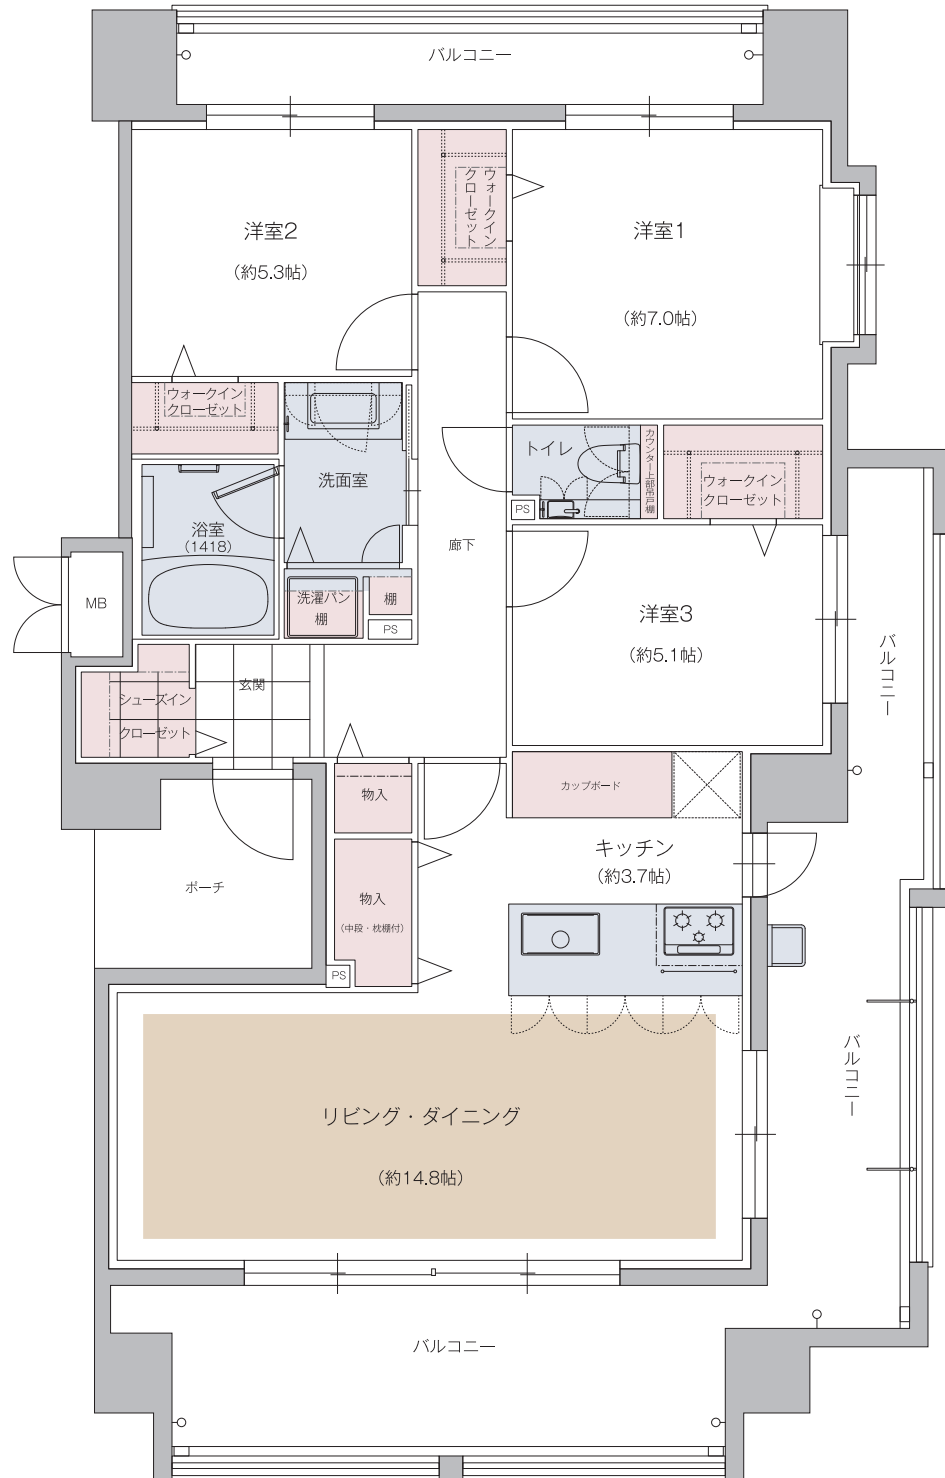 バルコニー
洋室2
(約5.3帖)
ウォークイン
クローゼット
洋室1
(約7.0帖)
ウォークイン
クローゼット
洗面室
トイレ
カウンター上部吊戸棚
ウォークイン
クローゼット
PS
浴室
(1418)
廊下
MB
洗濯パン
棚
棚
PS
洋室3
(約5.1帖)
バルコニー
玄関
シューズイン
クローゼット
物入
カップボード
キッチン
(約3.7帖)
ポーチ
物入
(中段・枕棚付)
PS
バルコニー
リビング・ダイニング
(約14.8帖)
バルコニー